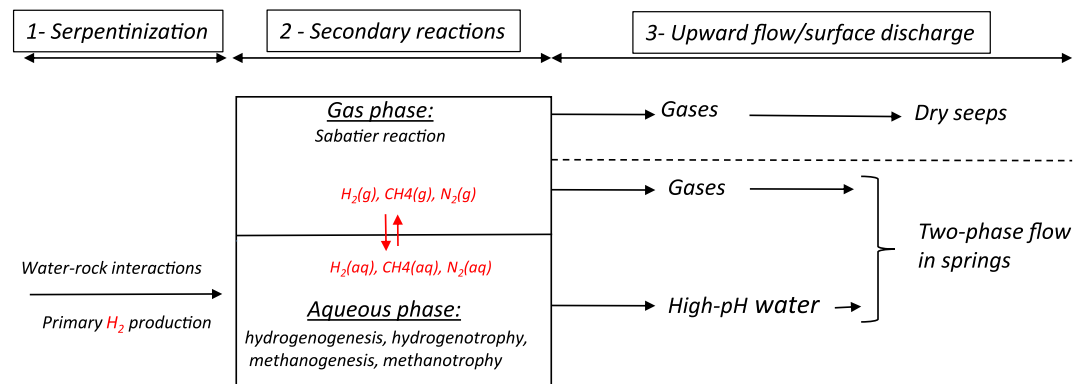 1- Serpentinization
2 - Secondary reactions
3- Upward flow/surface discharge
Gas phase:
Sabatier reaction
Gases
Dry seeps
H₂(g), CH4(g), N₂(g)
Gases
Two-phase flow
in springs
H₂(aq), CH4(aq), N₂(aq)
Water-rock interactions
Primary H₂ production
Aqueous phase:
hydrogenogenesis, hydrogenotrophy,
methanogenesis, methanotrophy
High-pH water